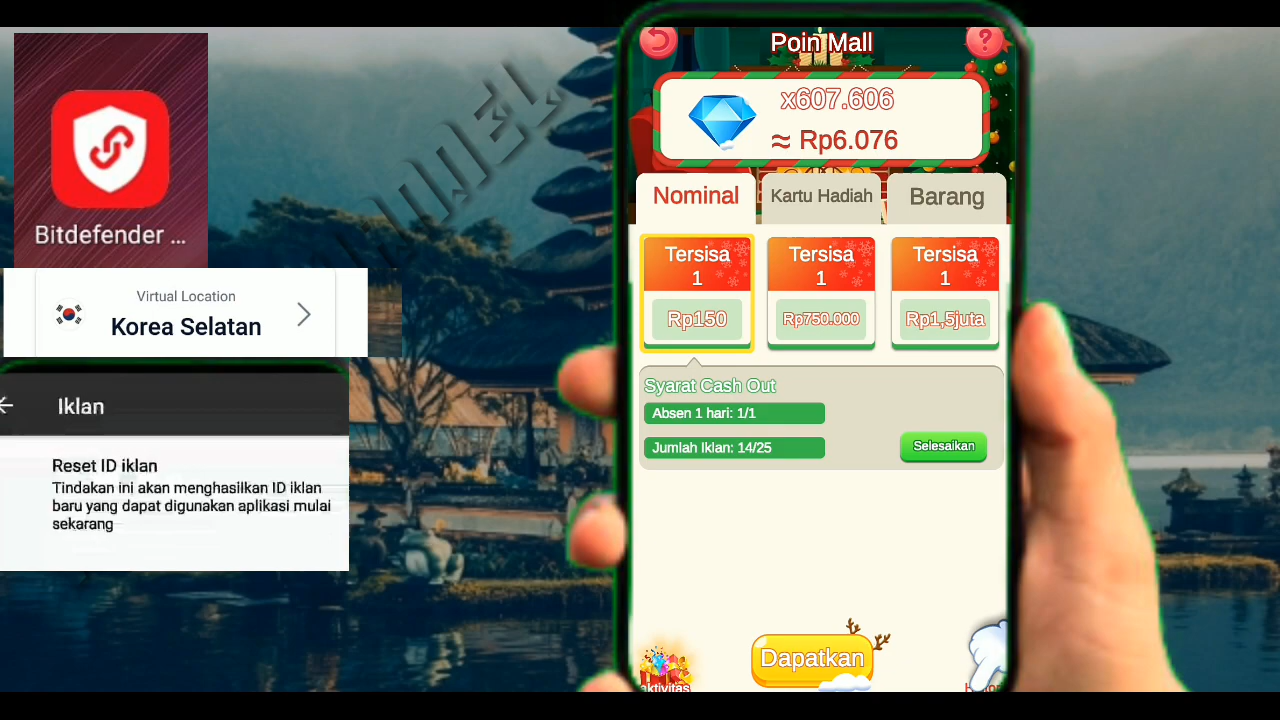 Bitdefender ...
Virtual Location
Korea Selatan
Iklan
Reset ID iklan
Tindakan ini akan menghasilkan ID iklan
baru yang dapat digunakan aplikasi mulai
sekarang
Poin Mall
?
x607.606
≈ Rp6.076
Nominal
Kartu Hadiah
Barang
Tersisa
1
Rp150
Tersisa
1
Rp750.000
Tersisa
1
Rp1,5juta
Syarat Cash Out
Absen 1 hari: 1/1
Jumlah Iklan: 14/25
Selesaikan
Dapatkan
aktivitas